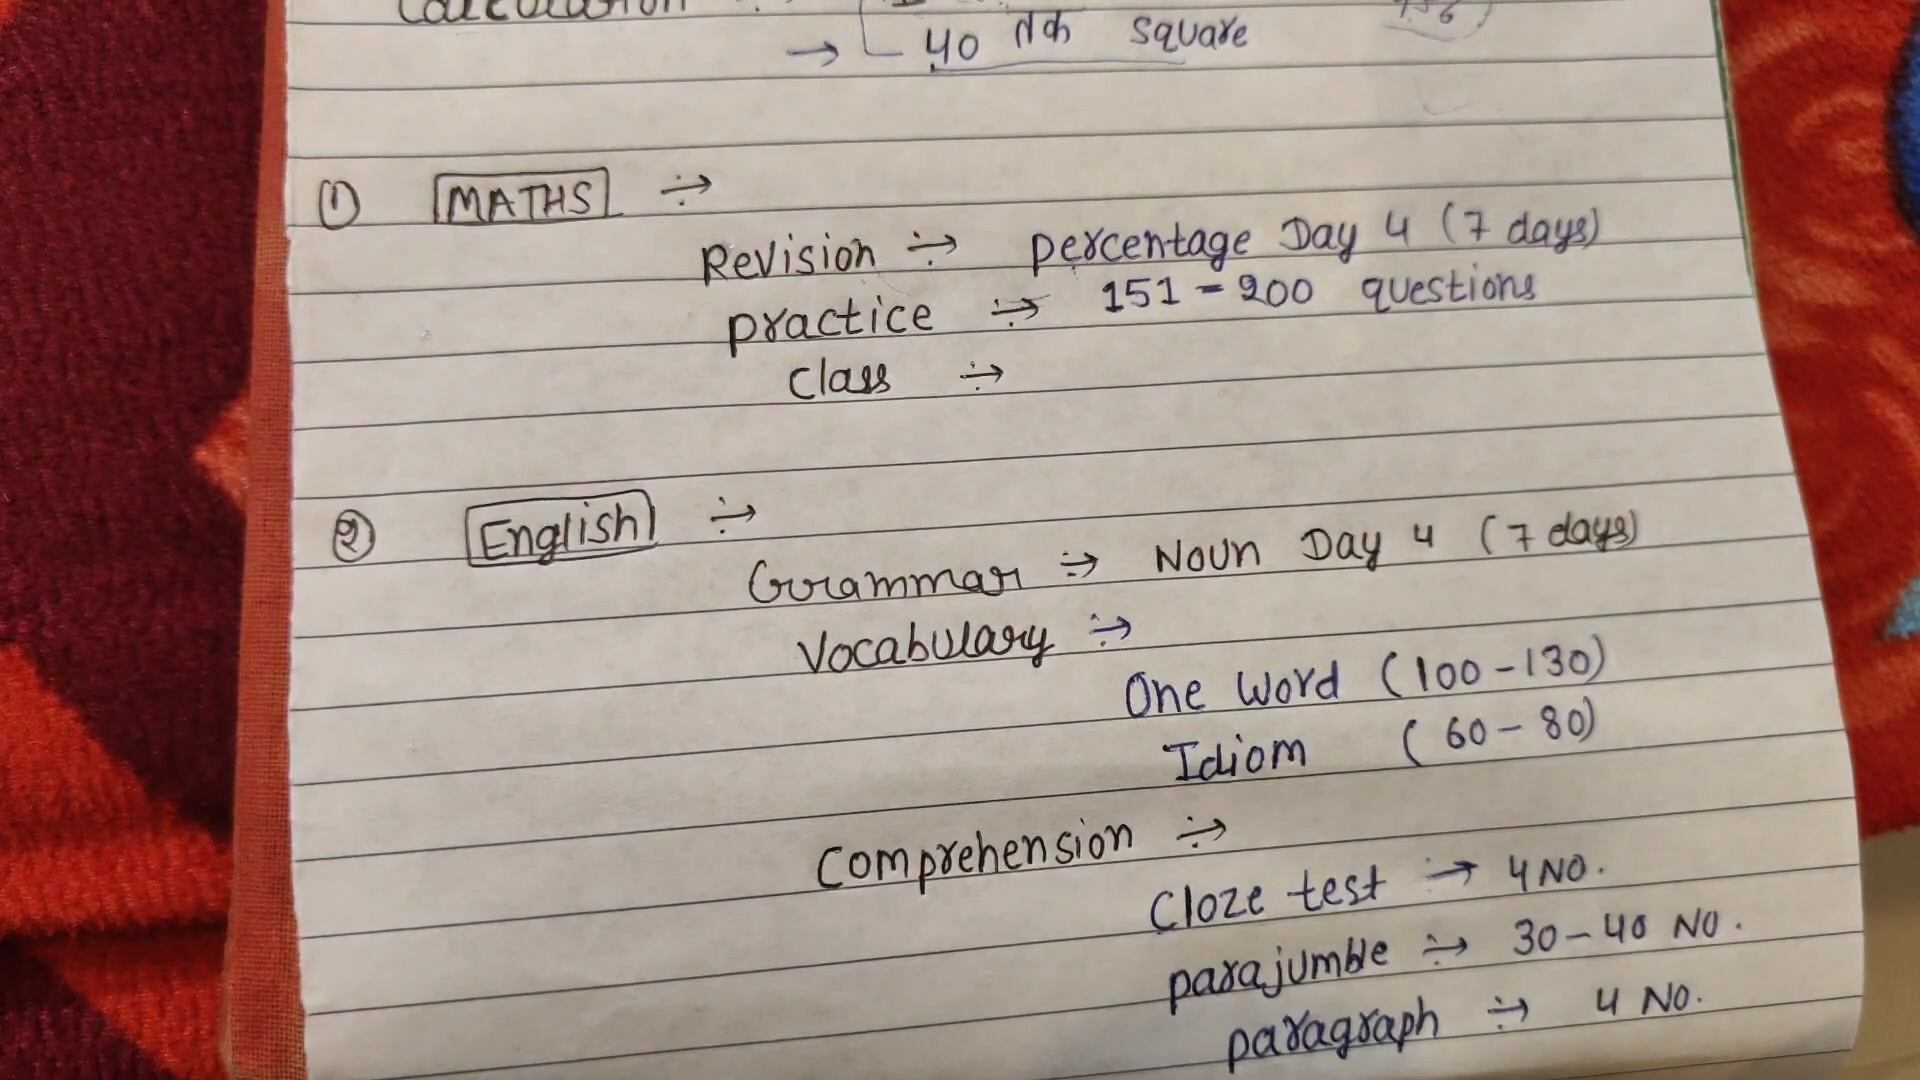 Calculation
→ 40 तक square
① MATHS ÷→
Revision ÷→ percentage Day 4 (7 days)
practice ÷→ 151-200 questions
class ÷→
② English ÷→
Grammar ÷→ Noun Day 4 (7 days)
Vocabulary ÷→
One Word (100-130)
Idiom (60-80)
Comprehension ÷→
Cloze test ÷→ 4 NO.
parajumble ÷→ 30-40 NO.
paragraph ÷→ 4 NO.